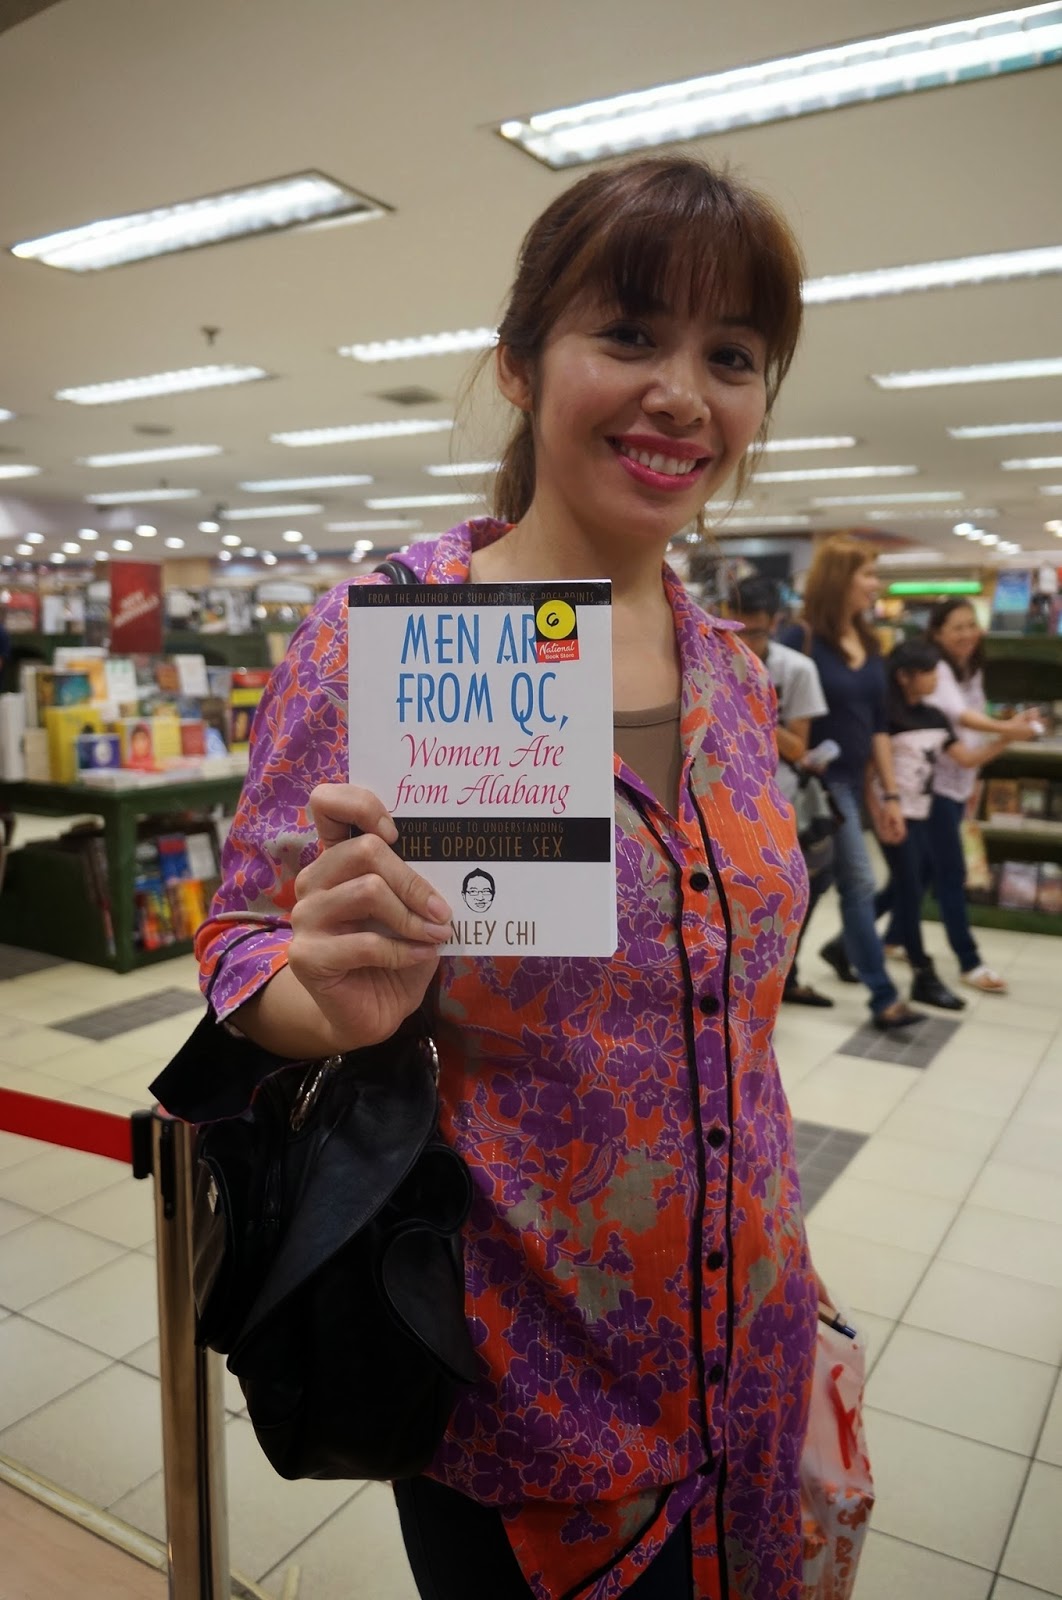 FROM THE AUTHOR OF SUPLADO TIPS & POGI POINTS
MEN AR
6
National
Book Store
FROM QC,
Women Are
from Alabang
YOUR GUIDE TO UNDERSTANDING
THE OPPOSITE SEX
NLEY CHI